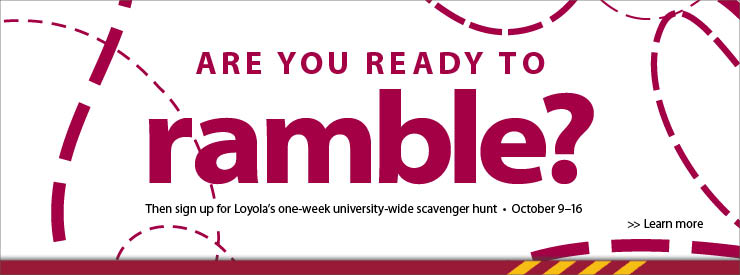 ARE YOU READY TO
ramble?
Then sign up for Loyola's one-week university-wide scavenger hunt • October 9–16
>> Learn more